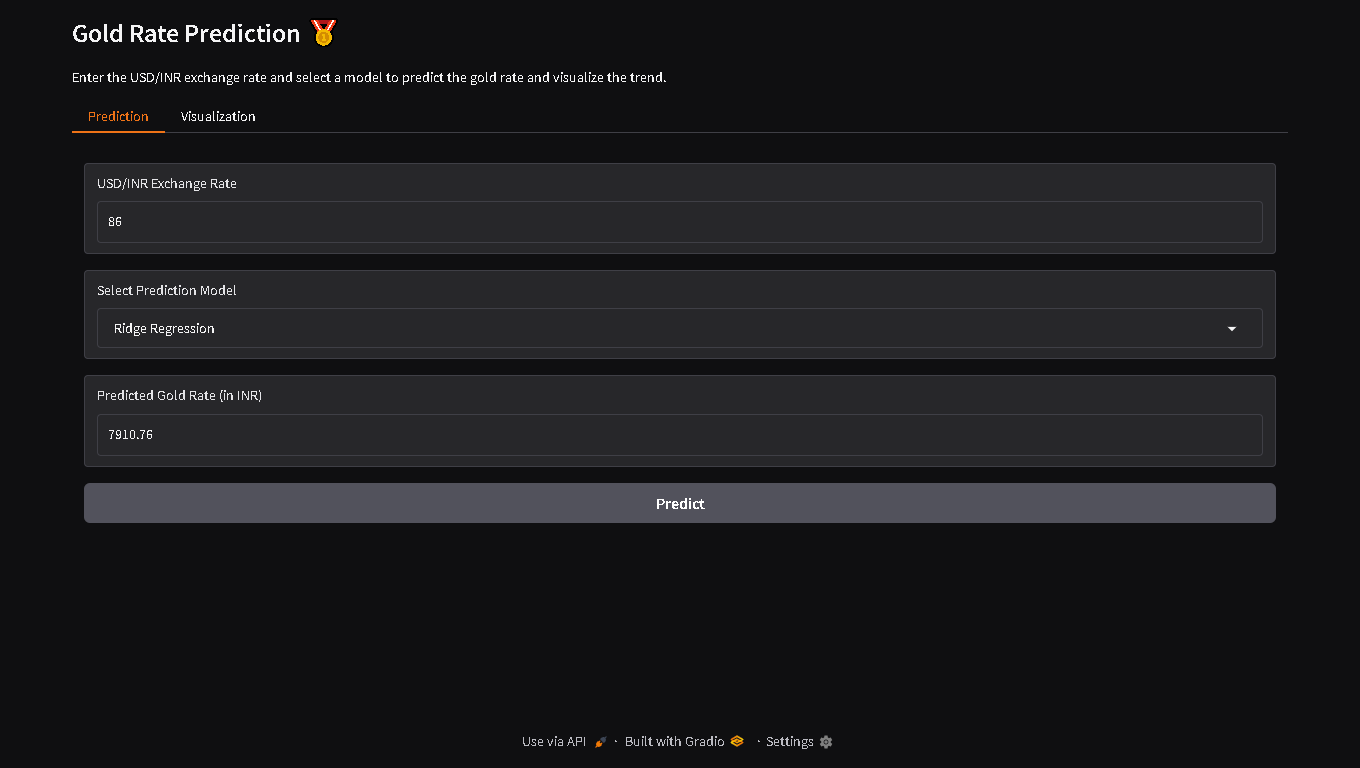 Gold Rate Prediction
Enter the USD/INR exchange rate and select a model to predict the gold rate and visualize the trend.
Prediction Visualization
USD/INR Exchange Rate
86
Select Prediction Model
Ridge Regression
Predicted Gold Rate (in INR)
7910.76
Predict
Use via API · Built with Gradio · Settings